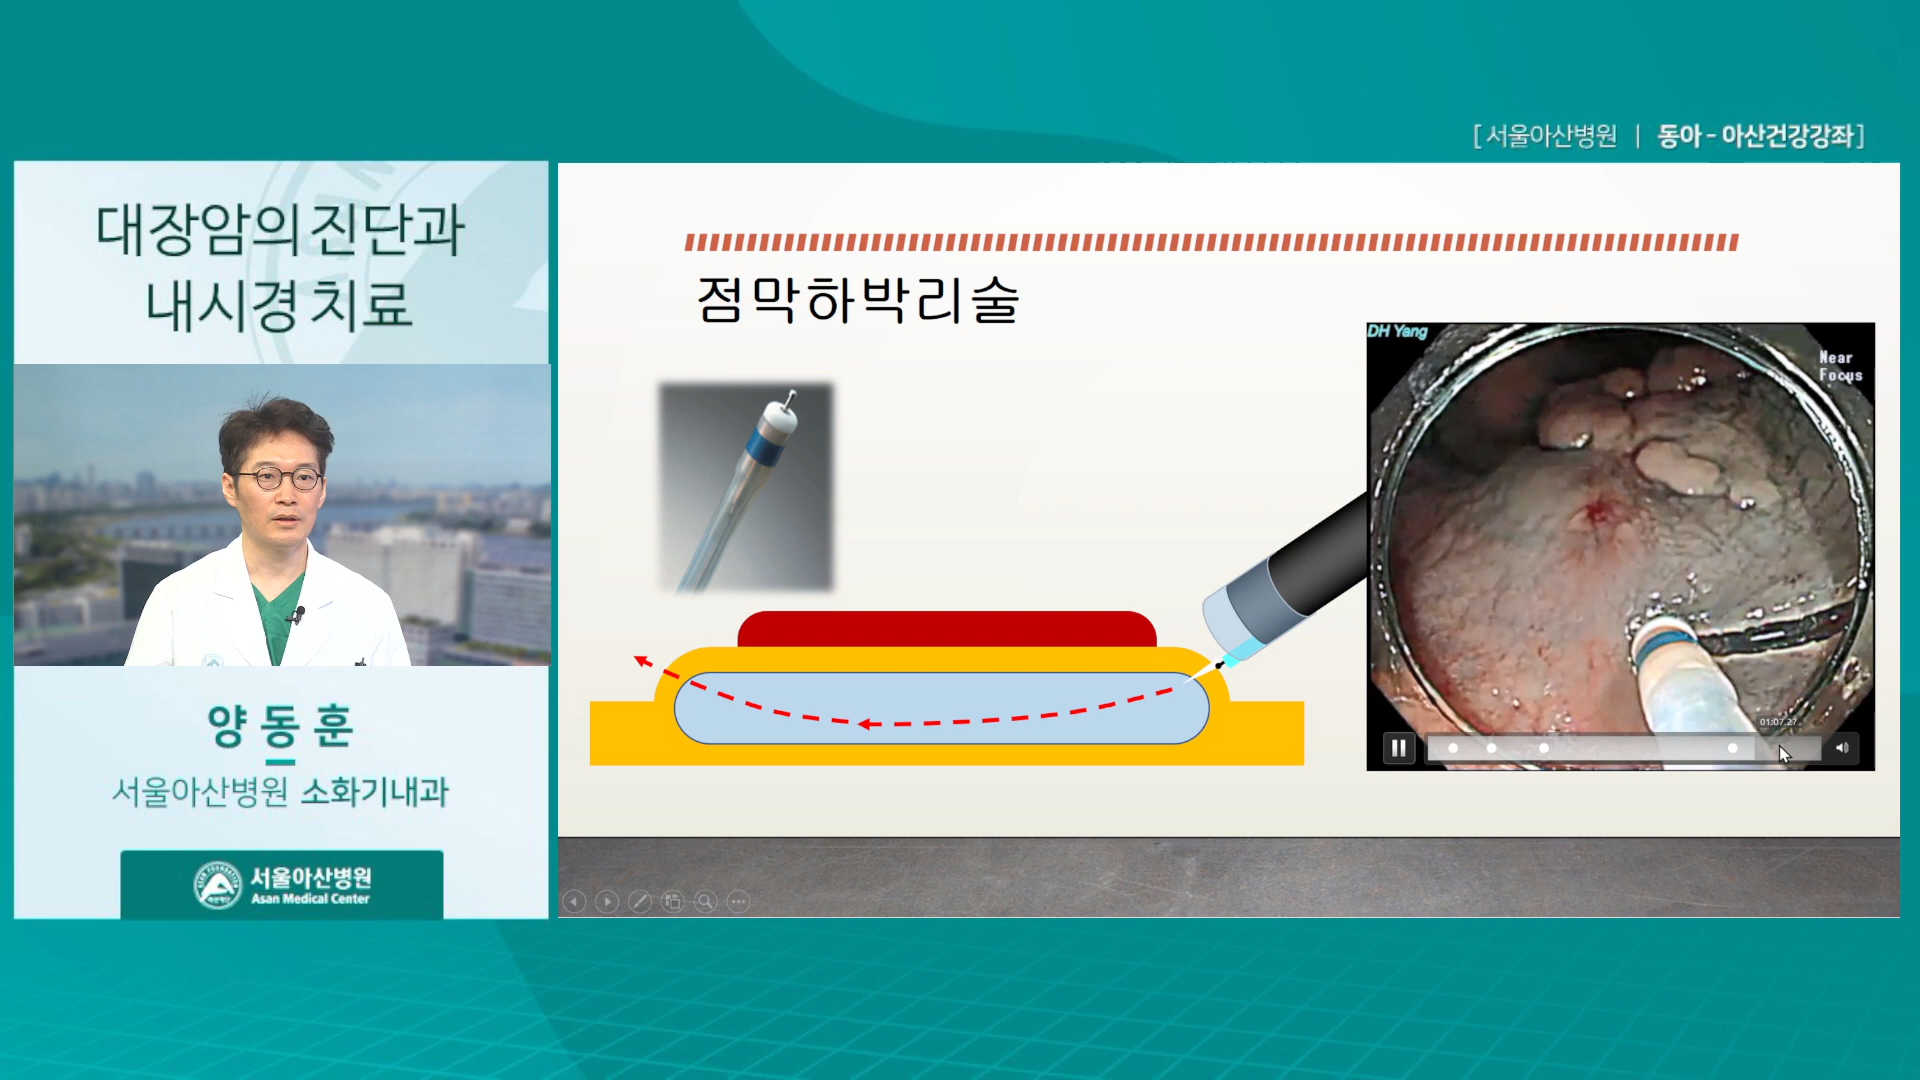 [ 서울아산병원 | 동아 - 아산건강강좌 ]
대장암의 진단과
내시경 치료
양동훈
서울아산병원 소화기내과
서울아산병원
Asan Medical Center
점막하박리술
DH Yang
Near
Focus
01:07.27